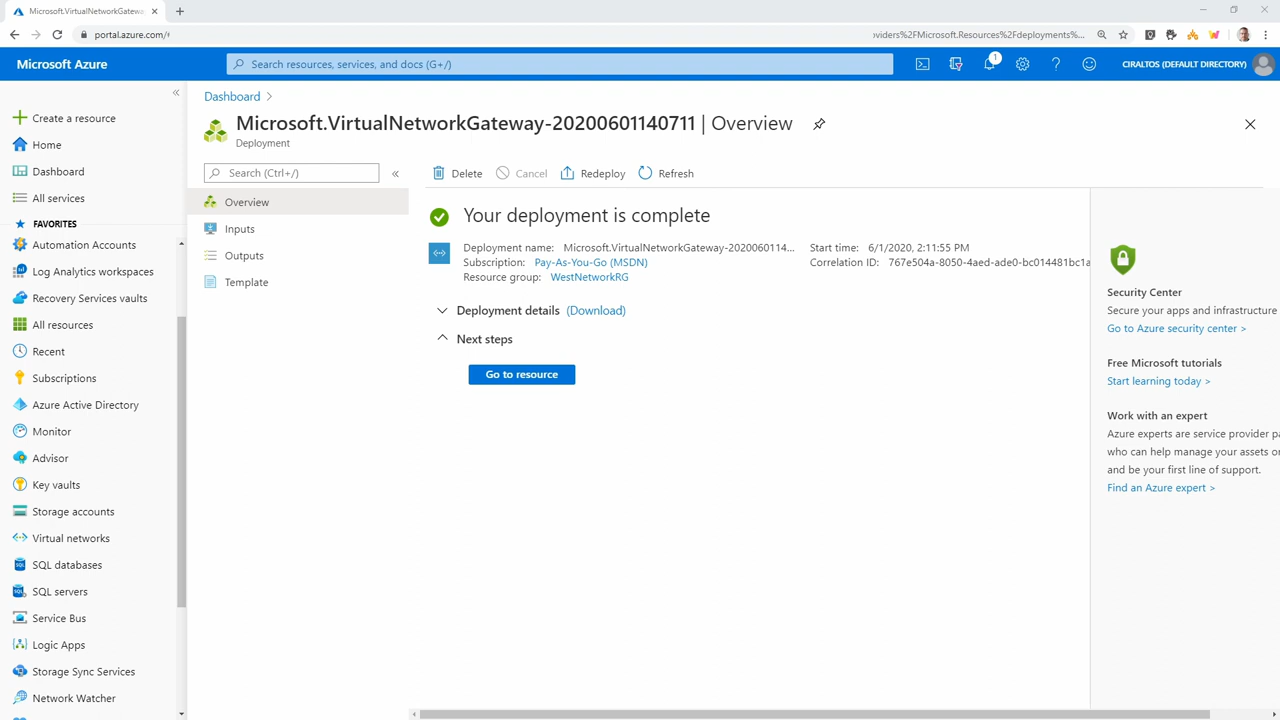 Microsoft.VirtualNetworkGateway-
portal.azure.com/#
oviders%2FMicrosoft.Resources%2Fdeployments%...
Microsoft Azure
Search resources, services, and docs (G+/)
1
CIRALTOS (DEFAULT DIRECTORY)
Create a resource
Home
Dashboard
All services
FAVORITES
Automation Accounts
Log Analytics workspaces
Recovery Services vaults
All resources
Recent
Subscriptions
Azure Active Directory
Monitor
Advisor
Key vaults
Storage accounts
Virtual networks
SQL databases
SQL servers
Service Bus
Logic Apps
Storage Sync Services
Network Watcher
Dashboard >
Microsoft.VirtualNetworkGateway-20200601140711 | Overview
Deployment
Search (Ctrl+/)
Overview
Inputs
Outputs
Template
Delete Cancel Redeploy Refresh
Your deployment is complete
Deployment name: Microsoft.VirtualNetworkGateway-2020060114...
Subscription: Pay-As-You-Go (MSDN)
Resource group: WestNetworkRG
Start time: 6/1/2020, 2:11:55 PM
Correlation ID: 767e504a-8050-4aed-ade0-bc014481bc1a
Deployment details (Download)
Next steps
Go to resource
Security Center
Secure your apps and infrastructure
Go to Azure security center >
Free Microsoft tutorials
Start learning today >
Work with an expert
Azure experts are service provider pa
who can help manage your assets on
and be your first line of support.
Find an Azure expert >